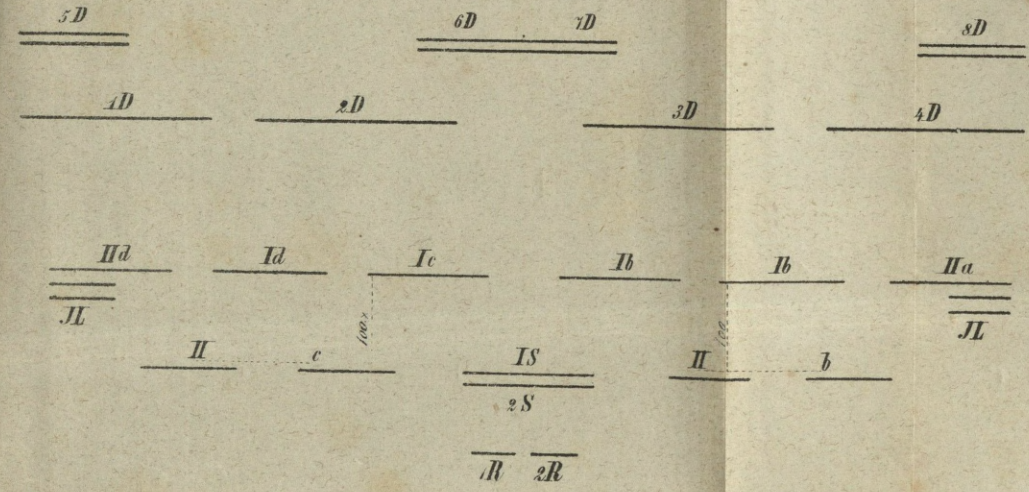 5D 6D 7D 8D
1D 2D 3D 4D
IId Id Ic Ib Ib IIa
JL JL
100x 100
II c IS II b
2S
1R 2R